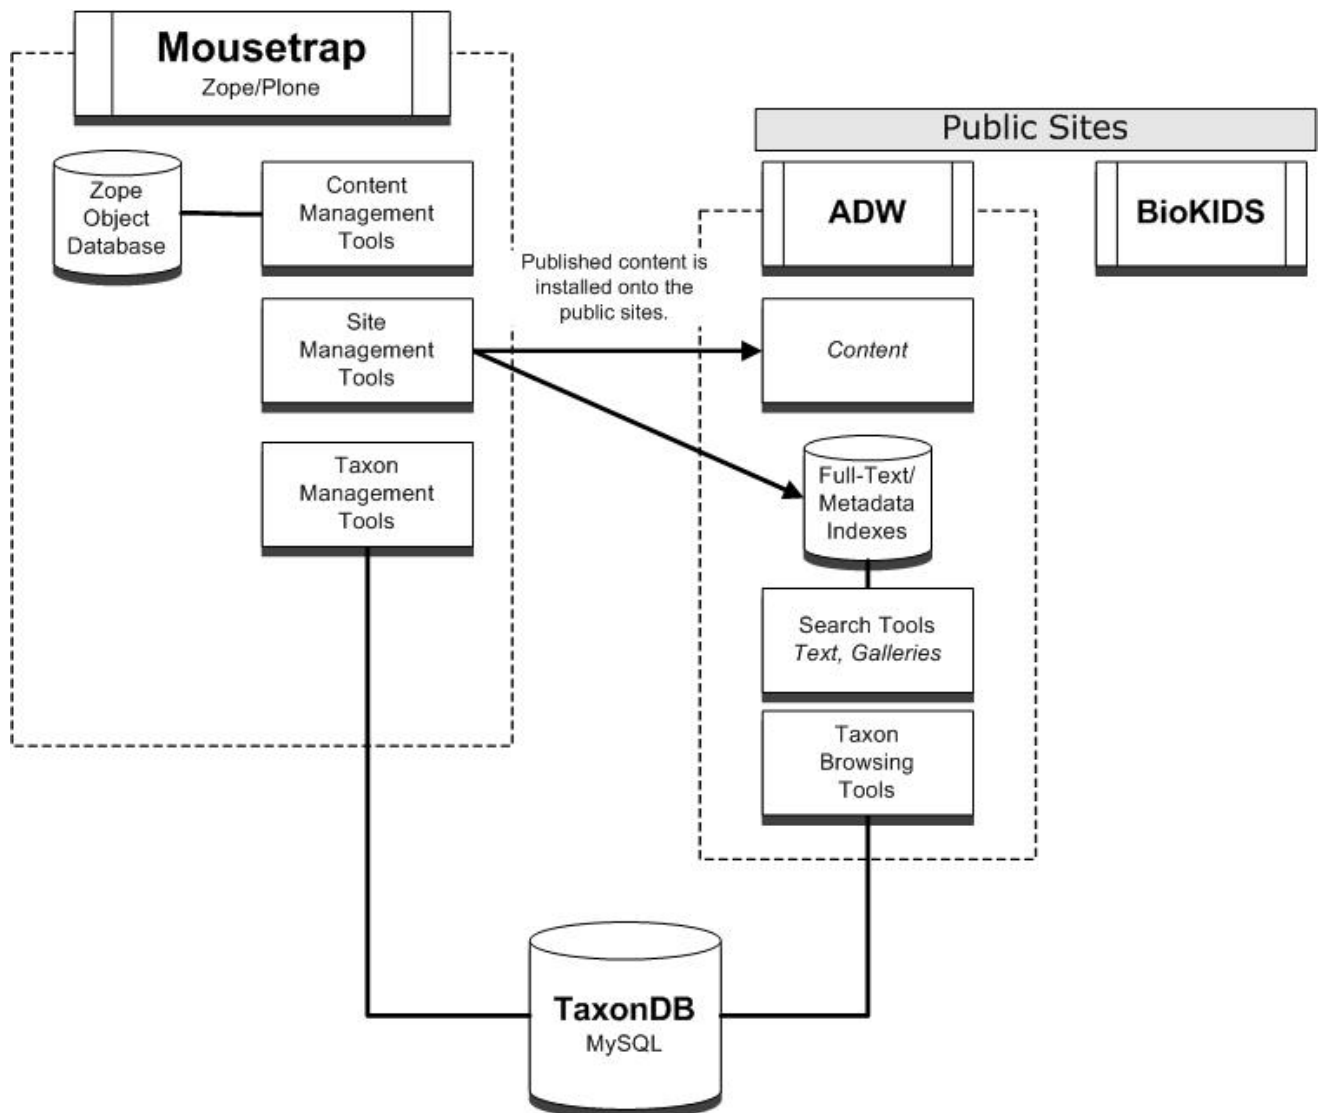 Mousetrap
Zope/Plone
Zope
Object
Database
Content
Management
Tools
Site
Management
Tools
Taxon
Management
Tools
Published content is
installed onto the
public sites.
Public Sites
ADW
BioKIDS
Content
Full-Text/
Metadada
Indexes
Search Tools
Text, Galleries
Taxon
Browsing
Tools
TaxonDB
MySQL